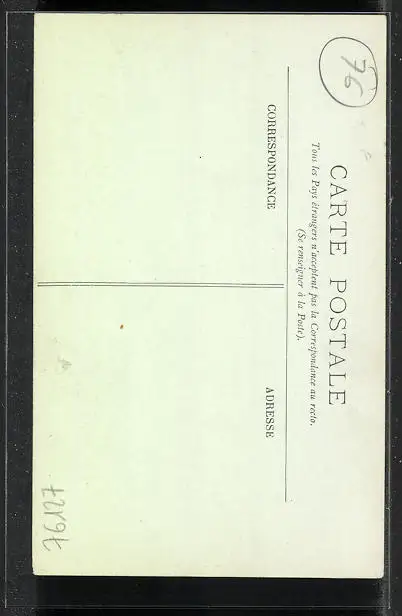 76
CARTE POSTALE
Tous les Pays étrangers n'acceptent pas la Correspondance au recto.
(Se renseigner à la Poste).
CORRESPONDANCE
ADRESSE